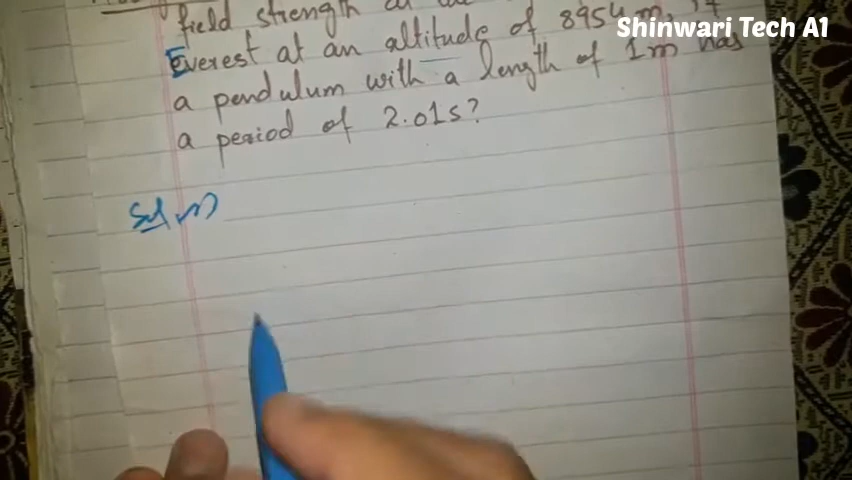 Shinwari Tech A1
field strength at
Everest at an altitude of 8954 m, if
a pendulum with a length of 1m has
a period of 2.01s?